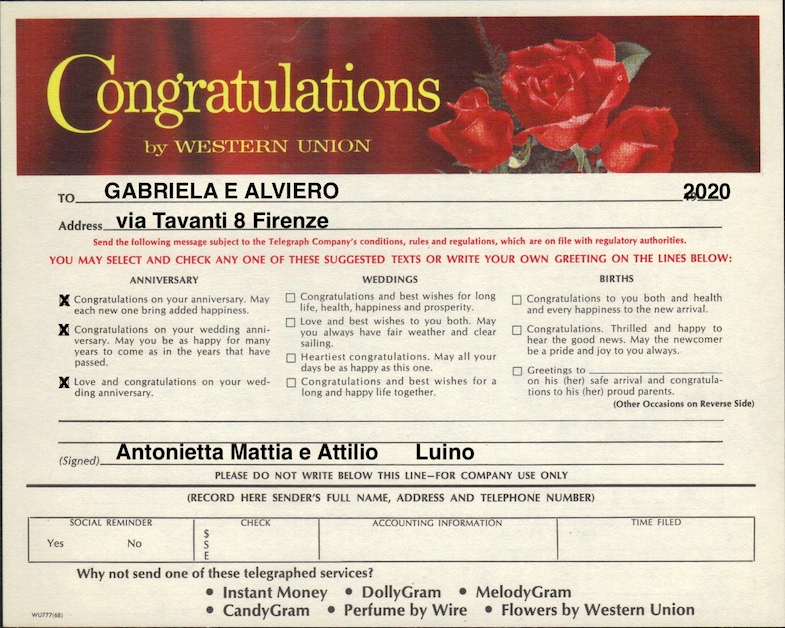 Congratulations
by WESTERN UNION
TO GABRIELA E ALVIERO 2020
Address via Tavanti 8 Firenze
Send the following message subject to the Telegraph Company's conditions, rules and regulations, which are on file with regulatory authorities.
YOU MAY SELECT AND CHECK ANY ONE OF THESE SUGGESTED TEXTS OR WRITE YOUR OWN GREETING ON THE LINES BELOW:
ANNIVERSARY
X Congratulations on your anniversary. May
each new one bring added happiness.
X Congratulations on your wedding anni-
versary. May you be as happy for many
years to come as in the years that have
passed.
X Love and congratulations on your wed-
ding anniversary.
WEDDINGS
Congratulations and best wishes for long
life, health, happiness and prosperity.
Love and best wishes to you both. May
you always have fair weather and clear
sailing.
Heartiest congratulations. May all your
days be as happy as this one.
Congratulations and best wishes for a
long and happy life together.
BIRTHS
Congratulations to you both and health
and every happiness to the new arrival.
Congratulations. Thrilled and happy to
hear the good news. May the newcomer
be a pride and joy to you always.
Greetings to
on his (her) safe arrival and congratula-
tions to his (her) proud parents.
(Other Occasions on Reverse Side)
(Signed) Antonietta Mattia e Attilio Luino
PLEASE DO NOT WRITE BELOW THIS LINE—FOR COMPANY USE ONLY
(RECORD HERE SENDER'S FULL NAME, ADDRESS AND TELEPHONE NUMBER)
SOCIAL REMINDER
Yes No
CHECK
$
S
E
ACCOUNTING INFORMATION
TIME FILED
Why not send one of these telegraphed services?
• Instant Money • DollyGram • MelodyGram
• CandyGram • Perfume by Wire • Flowers by Western Union
WU777(68)